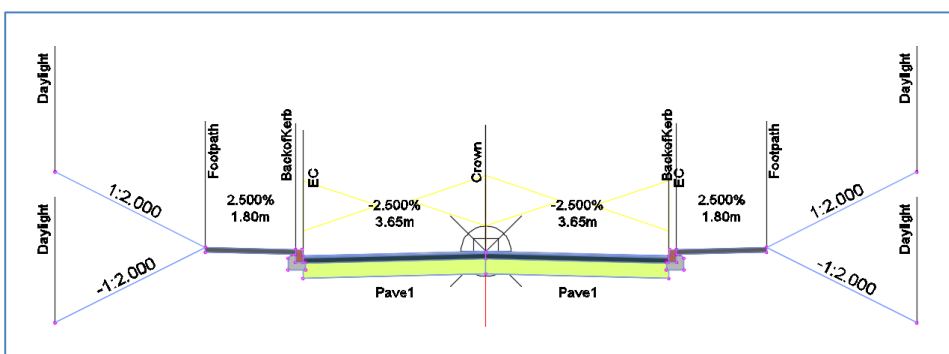 Daylight
Daylight
Footpath
BackofKerb
EC
Crown
BackofKerb
EC
Footpath
Daylight
Daylight
1:2.000
-1:2.000
2.500%
1.80m
-2.500%
3.65m
-2.500%
3.65m
2.500%
1.80m
1:2.000
-1:2.000
Pave1
Pave1